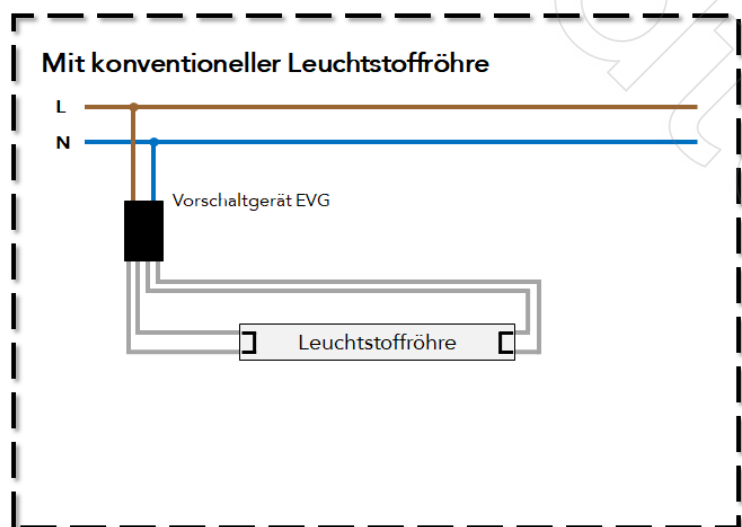 Mit konventioneller Leuchtstoffröhre
L
N
Vorschaltgerät EVG
Leuchtstoffröhre